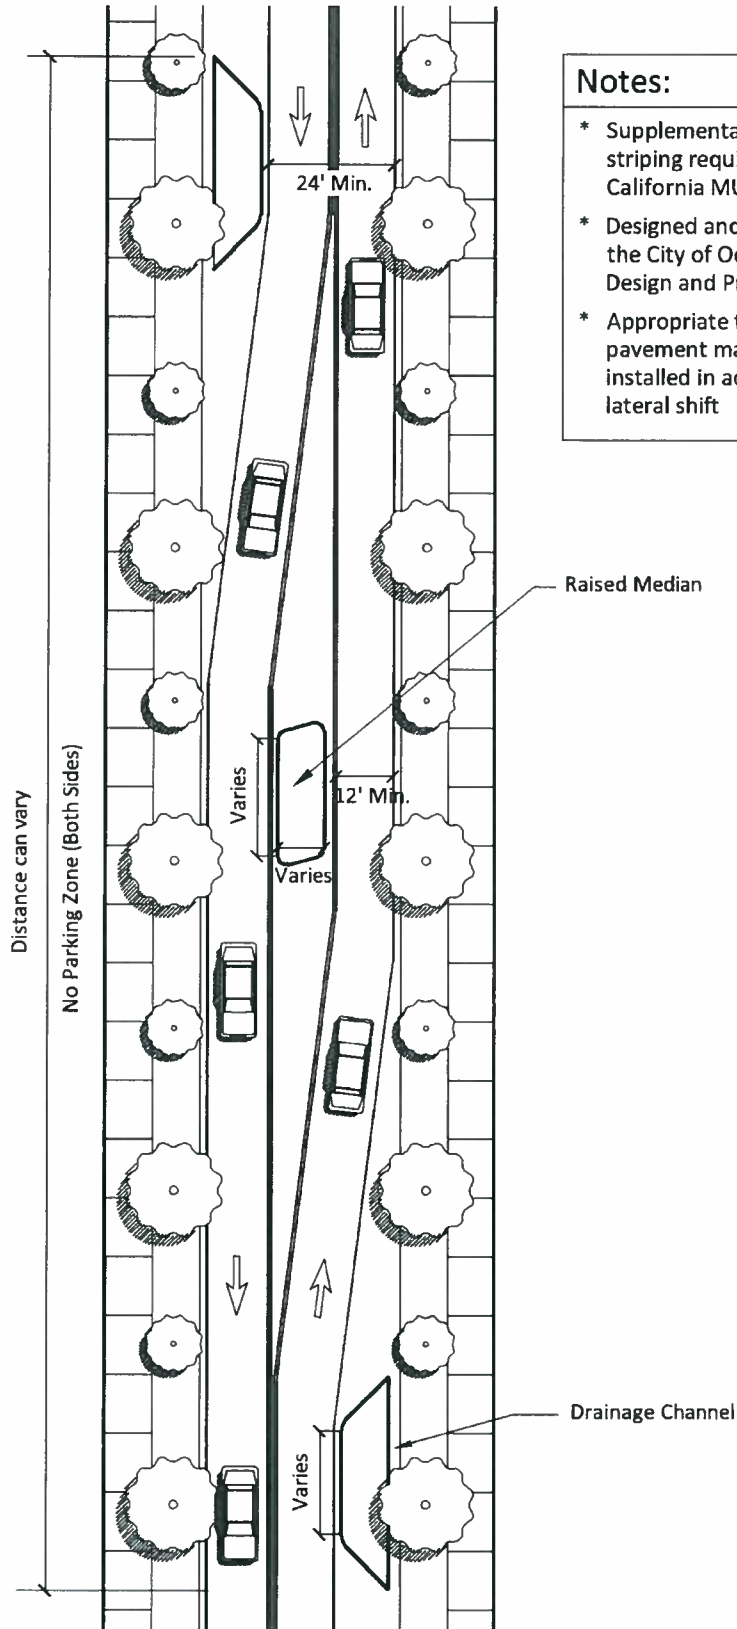 Notes:
* Supplementa
striping requi
California MU
* Designed and
the City of Oc
Design and Pr
* Appropriate t
pavement ma
installed in ac
lateral shift
24' Min.
Raised Median
Varies
12' Min.
Varies
Distance can vary
No Parking Zone (Both Sides)
Drainage Channel
Varies